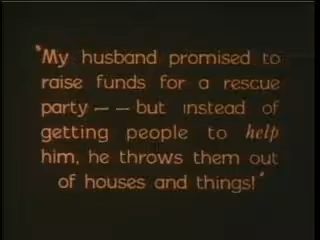 "My husband promised to
raise funds for a rescue
party -- but instead of
getting people to help
him, he throws them out
of houses and things!"